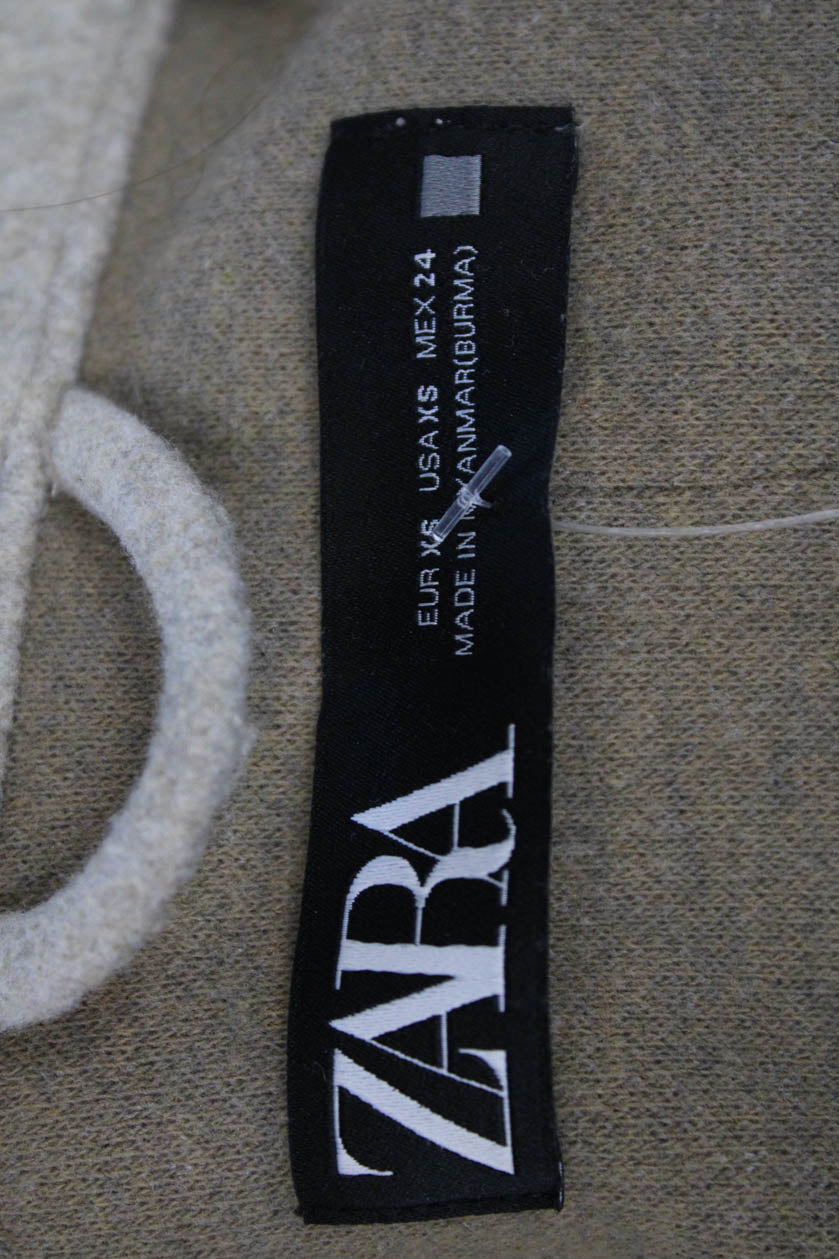 ZARA
EUR XS USA XS MEX 24
MADE IN MYANMAR(BURMA)